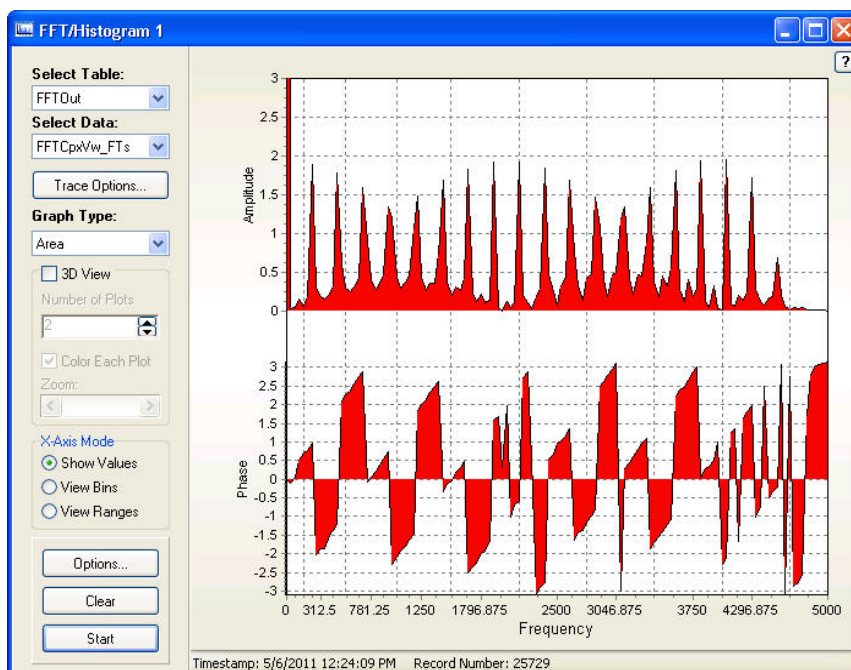 FFT/Histogram 1
?
Select Table:
FFTOut
Select Data:
FFTCpxVw_FTs
Trace Options...
Graph Type:
Area
3D View
Number of Plots
2
Color Each Plot
Zoom:
X-Axis Mode
Show Values
View Bins
View Ranges
Options...
Clear
Start
3
2.5
2
1.5
1
0.5
0
Amplitude
3
2.5
2
1.5
1
0.5
0
-0.5
-1
-1.5
-2
-2.5
-3
Phase
0 312.5 781.25 1250 1796.875 2500 3046.875 3750 4296.875 5000
Frequency
Timestamp: 5/6/2011 12:24:09 PM Record Number: 25729